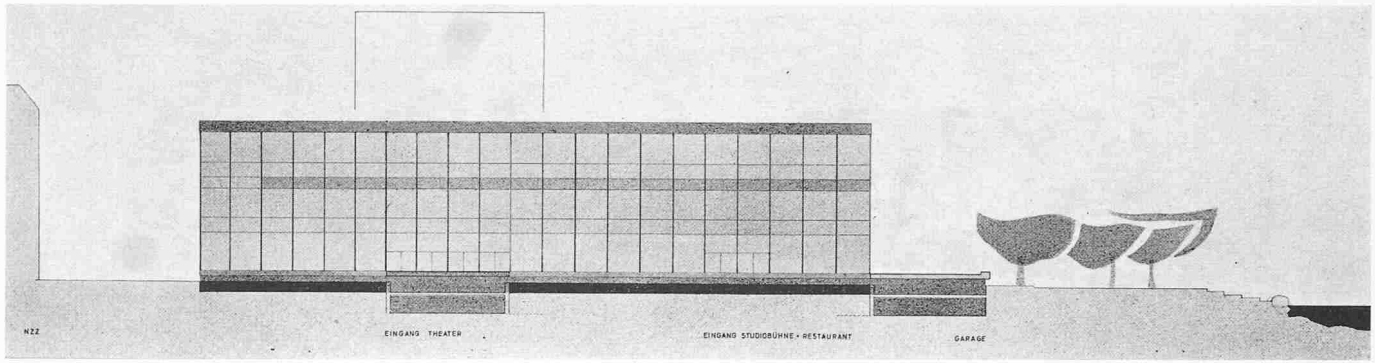 NZZ
EINGANG THEATER
EINGANG STUDIOBÜHNE + RESTAURANT
GARAGE